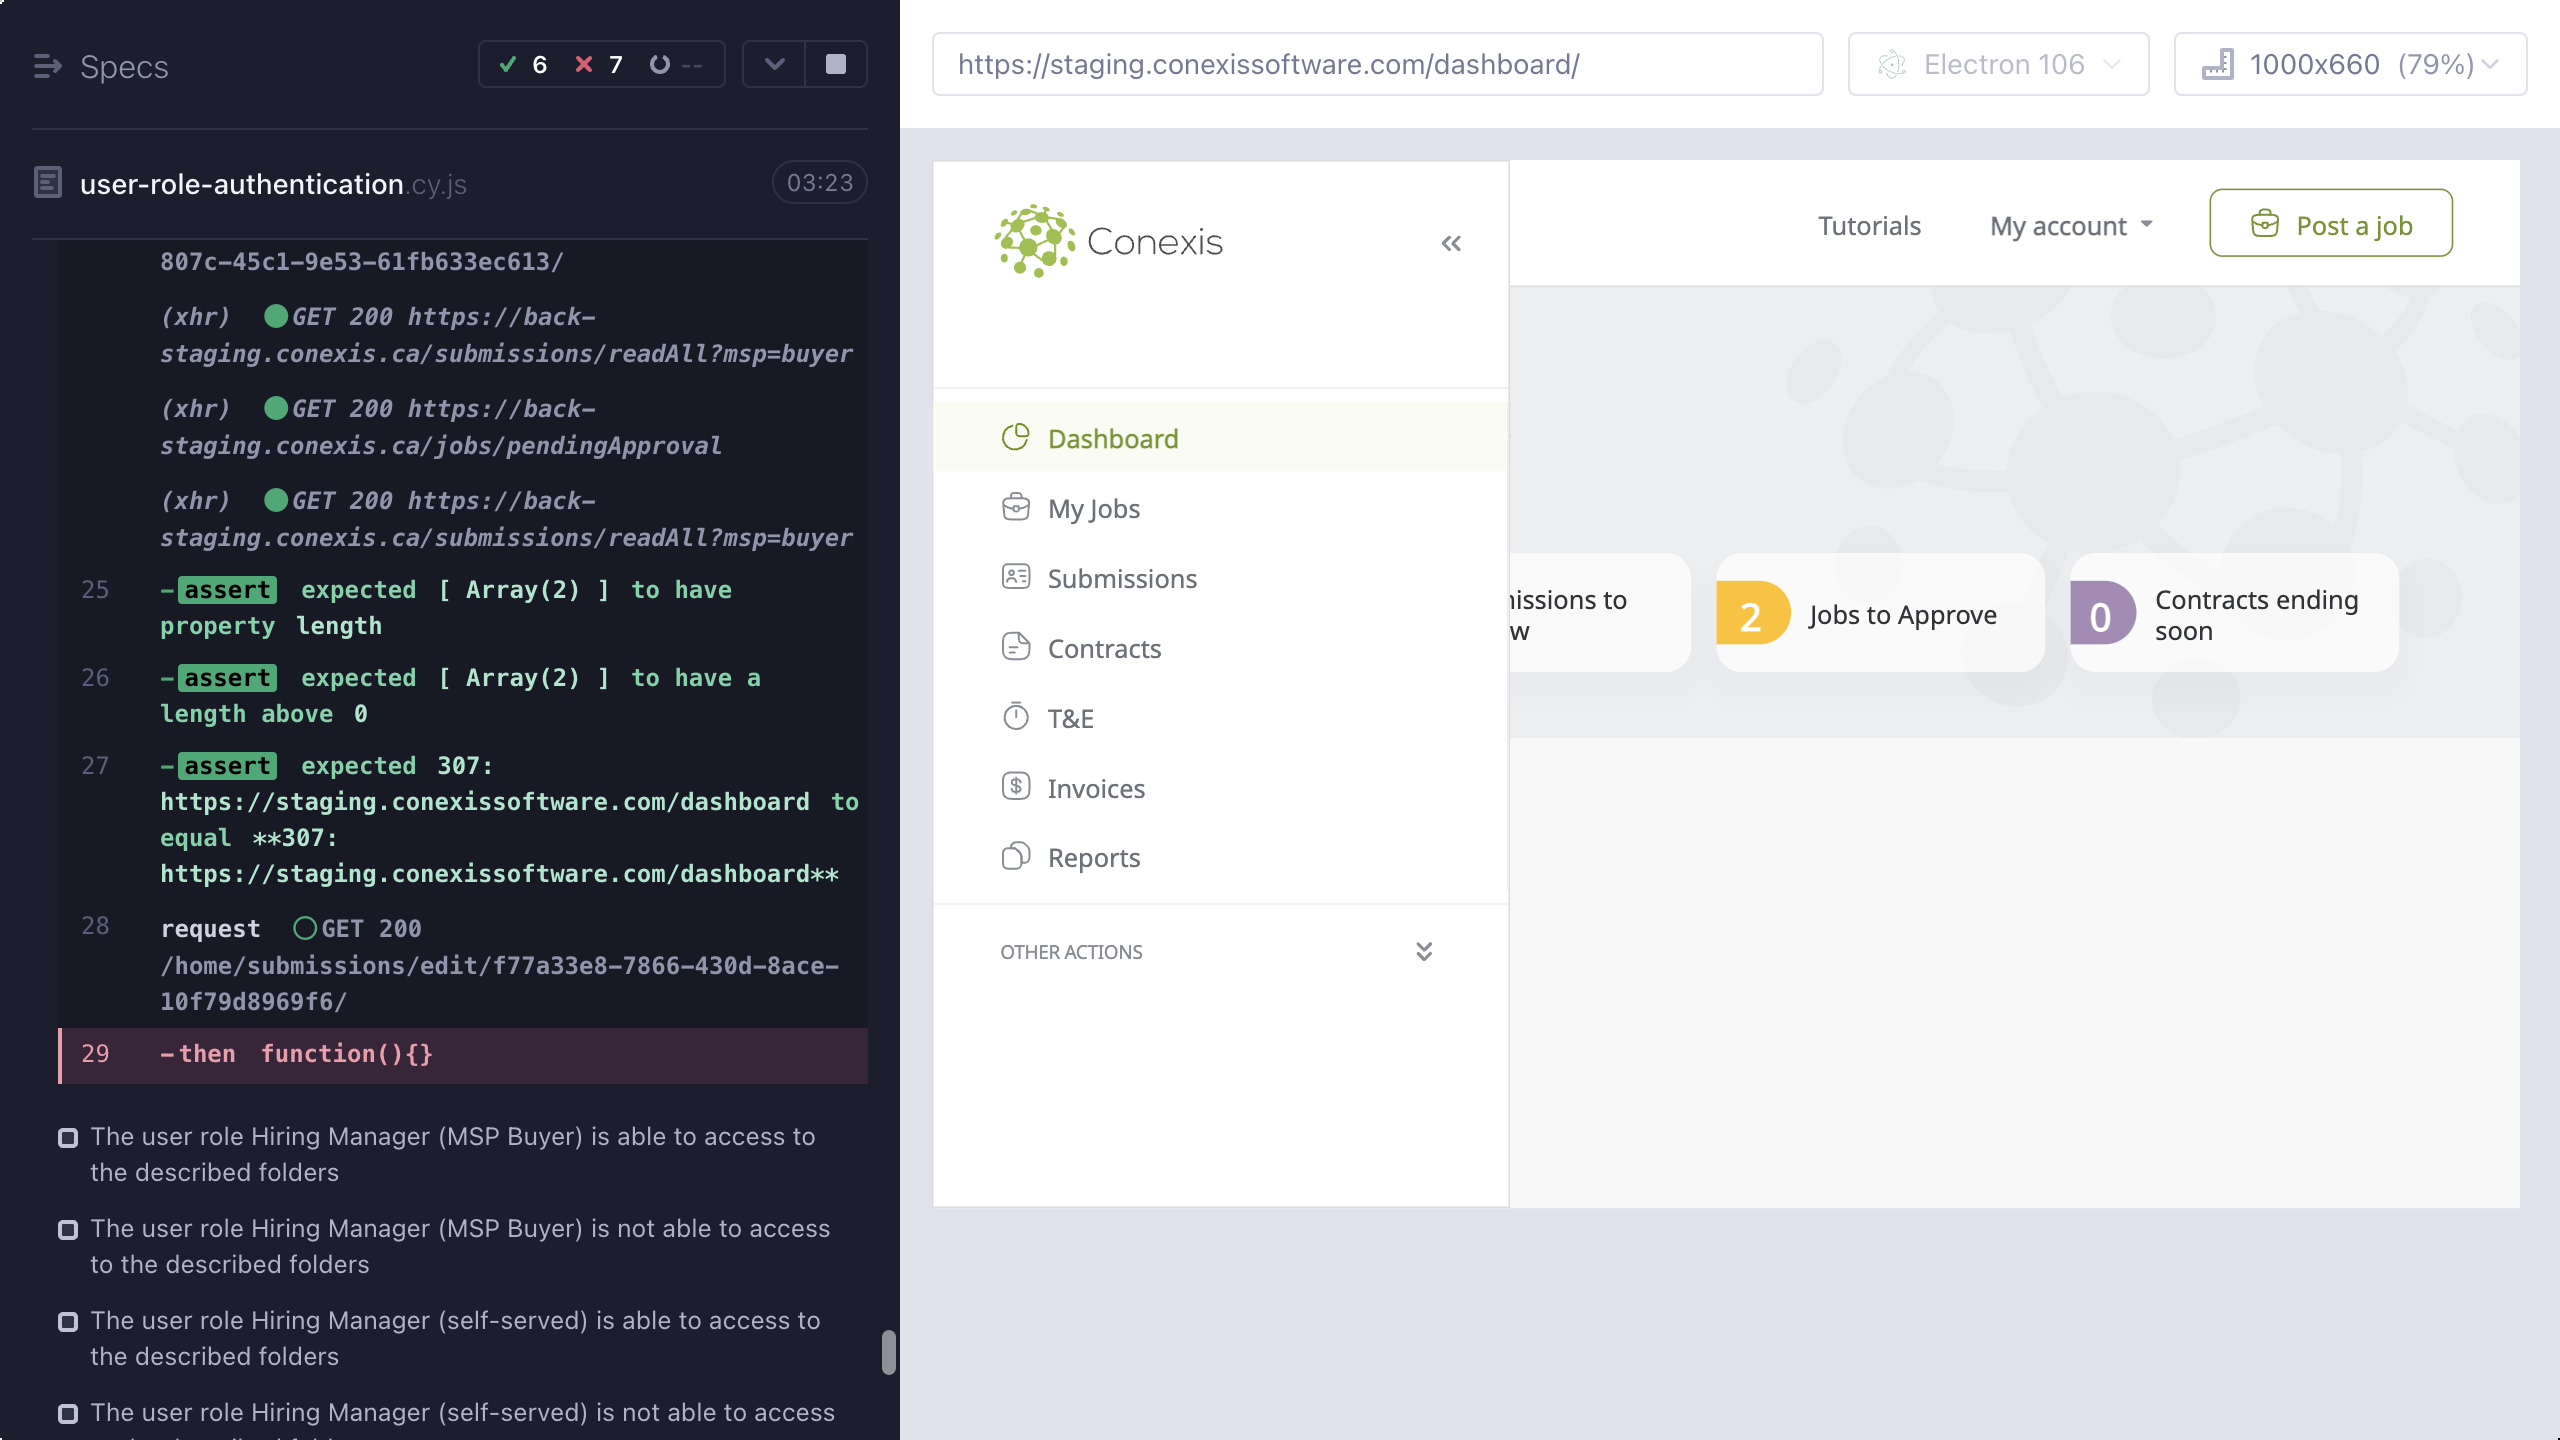 Specs
6
7
--
user-role-authentication.cy.js
03:23
807c-45c1-9e53-61fb633ec613/
(xhr) GET 200 https://back-
staging.conexis.ca/submissions/readAll?msp=buyer
(xhr) GET 200 https://back-
staging.conexis.ca/jobs/pendingApproval
(xhr) GET 200 https://back-
staging.conexis.ca/submissions/readAll?msp=buyer
25 -assert expected [ Array(2) ] to have
property length
26 -assert expected [ Array(2) ] to have a
length above 0
27 -assert expected 307:
https://staging.conexissoftware.com/dashboard to
equal **307:
https://staging.conexissoftware.com/dashboard**
28 request GET 200
/home/submissions/edit/f77a33e8-7866-430d-8ace-
10f79d8969f6/
29 -then function(){}
The user role Hiring Manager (MSP Buyer) is able to access to
the described folders
The user role Hiring Manager (MSP Buyer) is not able to access
to the described folders
The user role Hiring Manager (self-served) is able to access to
the described folders
The user role Hiring Manager (self-served) is not able to access
https://staging.conexissoftware.com/dashboard/
Electron 106
1000x660 (79%)
Conexis
Tutorials
My account
Post a job
Dashboard
My Jobs
Submissions
Contracts
T&E
Invoices
Reports
OTHER ACTIONS
issions to
w
2
Jobs to Approve
0
Contracts ending
soon